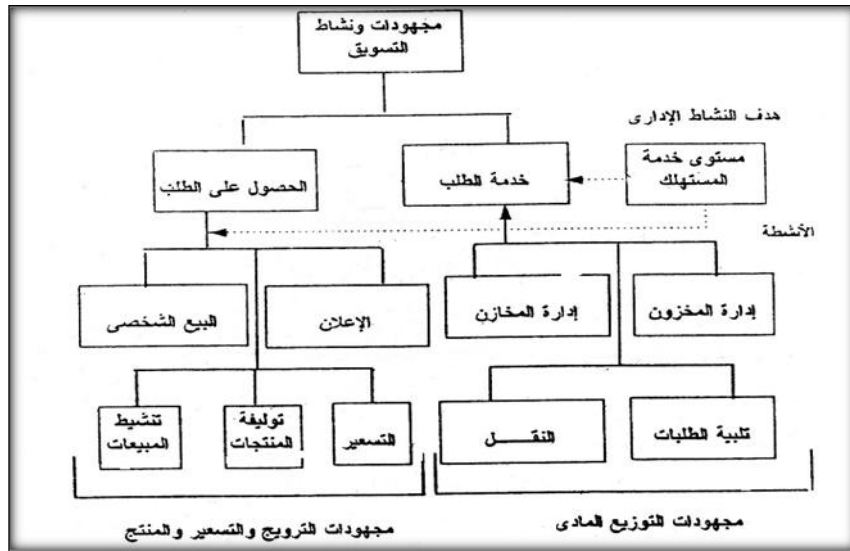 مجهودات ونشاط
التسويق
هدف النشاط الإدارى
مستوى خدمة
المستهلك
خدمة الطلب
الحصول على الطلب
الأنشطة
إدارة المخزون
إدارة المخازن
الإعلان
البيع الشخصى
تلبية الطلبات
النقـــل
التسعير
توليفة
المنتجات
تنشيط
المبيعات
مجهودات التوزيع المادى
مجهودات الترويج والتسعير والمنتج